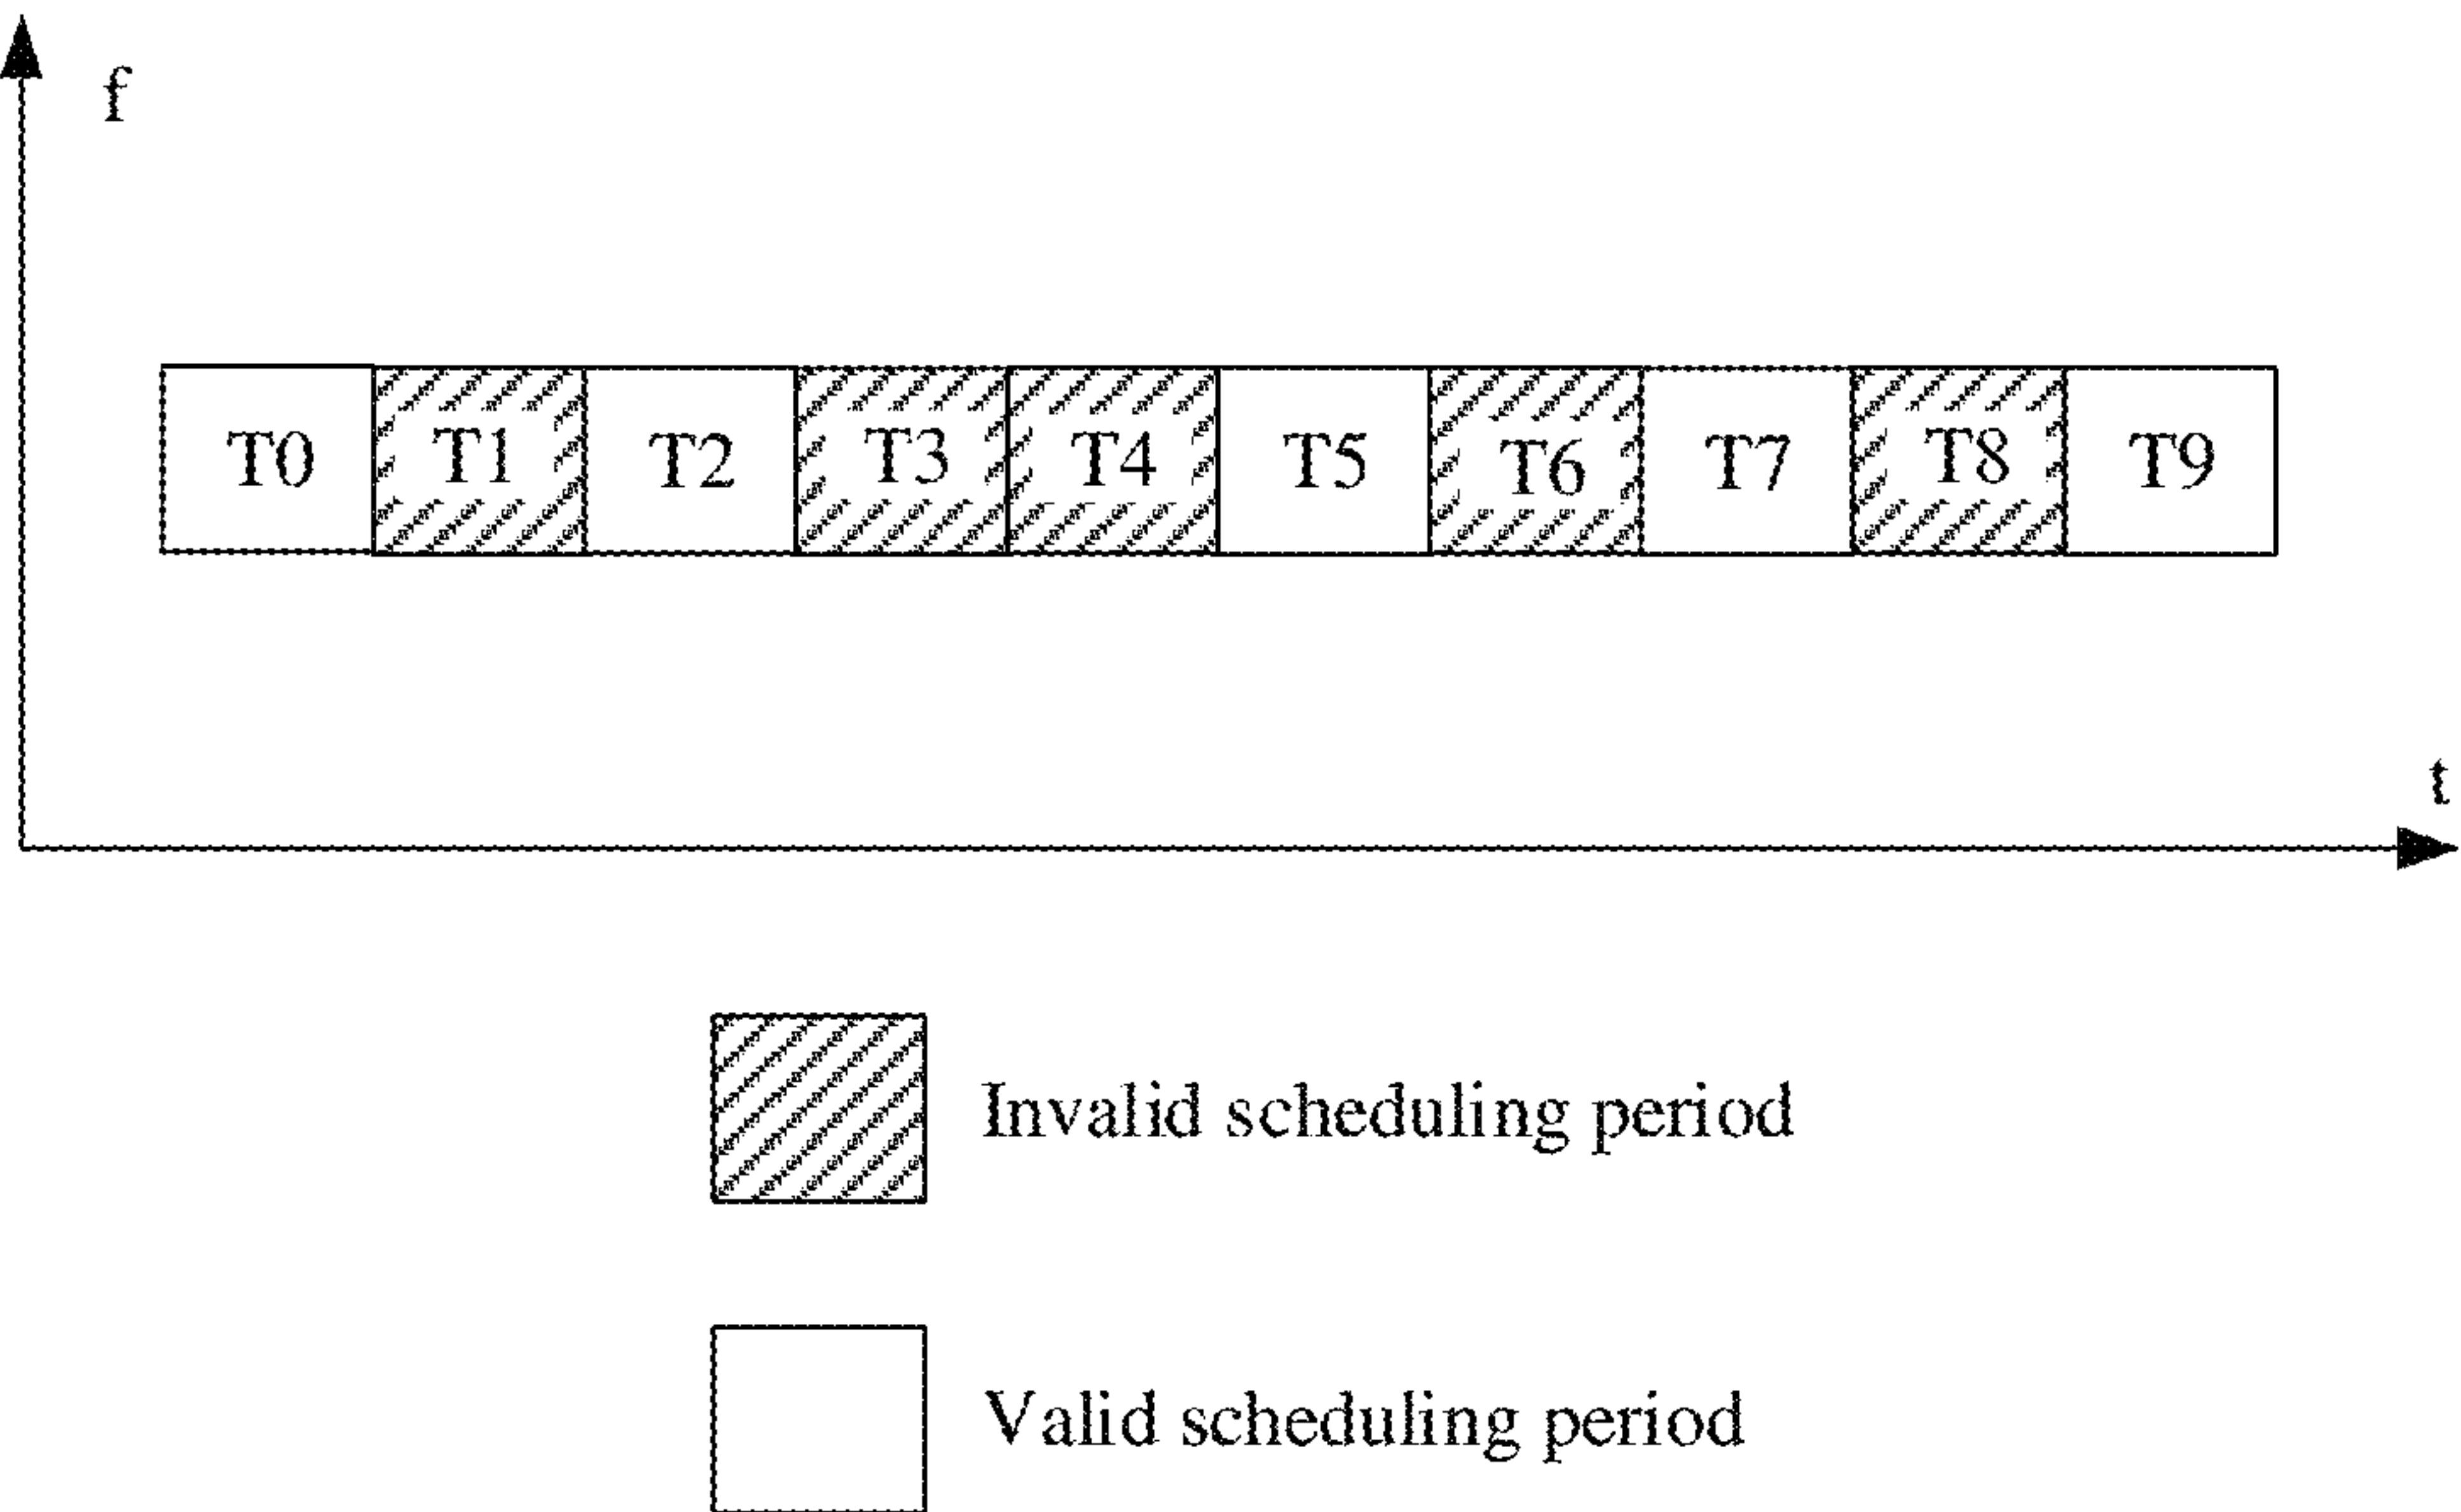 f
T0 T1 T2 T3 T4 T5 T6 T7 T8 T9
t
Invalid scheduling period
Valid scheduling period